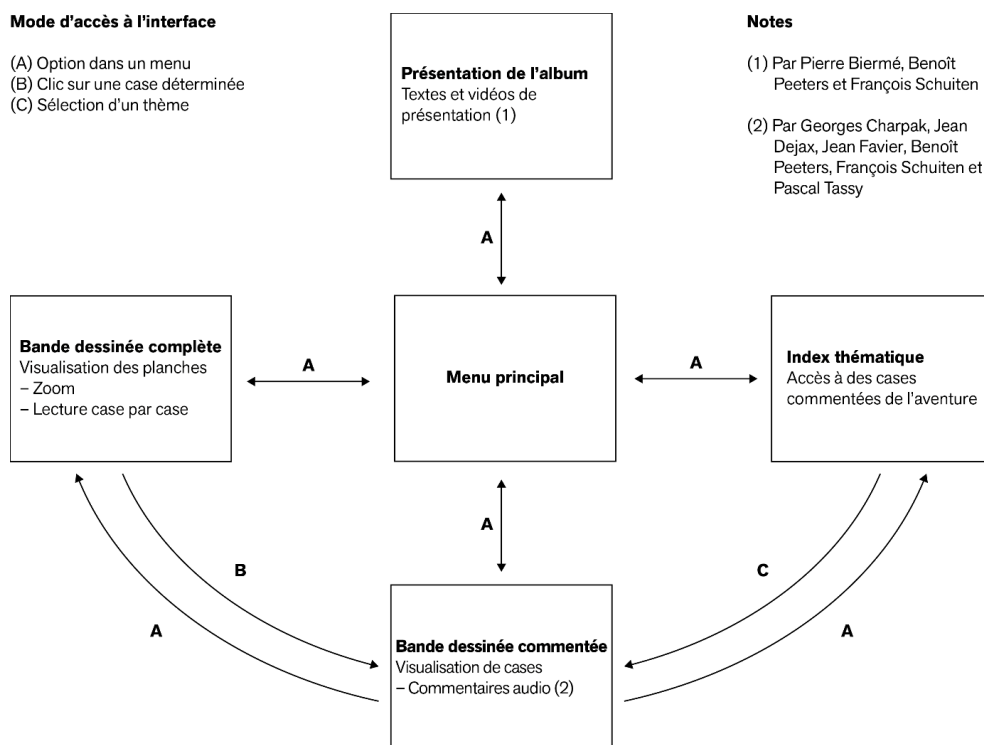 Mode d'accès à l'interface
(A) Option dans un menu
(B) Clic sur une case déterminée
(C) Sélection d'un thème
Présentation de l'album
Textes et vidéos de
présentation (1)
Notes
(1) Par Pierre Biermé, Benoît
Peeters et François Schuiten
(2) Par Georges Charpak, Jean
Dejax, Jean Favier, Benoît
Peeters, François Schuiten et
Pascal Tassy
A
Bande dessinée complète
Visualisation des planches
– Zoom
– Lecture case par case
A
Menu principal
A
Index thématique
Accès à des cases
commentées de l'aventure
A
B
A
C
A
Bande dessinée commentée
Visualisation de cases
– Commentaires audio (2)